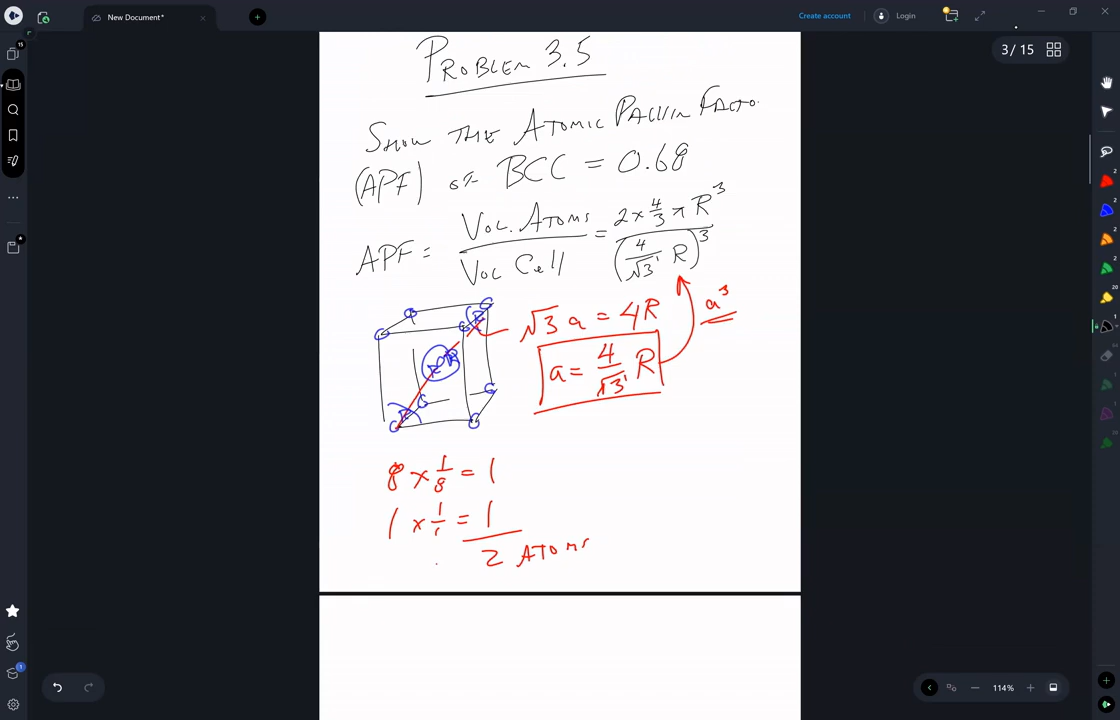 New Document*
Create account
Login
3 / 15
PROBLEM 3.5
SHOW THE ATOMIC PACKIN FACTO
(APF) OF BCC = 0.68
APF = VOL. ATOMS / VOL CELL = 2 × 4/3 π R³ / (4/√3 R)³
a³
√3 a = 4R
a = 4/√3 R
R
R R
R
8 × 1/8 = 1
1 × 1/1 = 1
2 ATOMS
114%